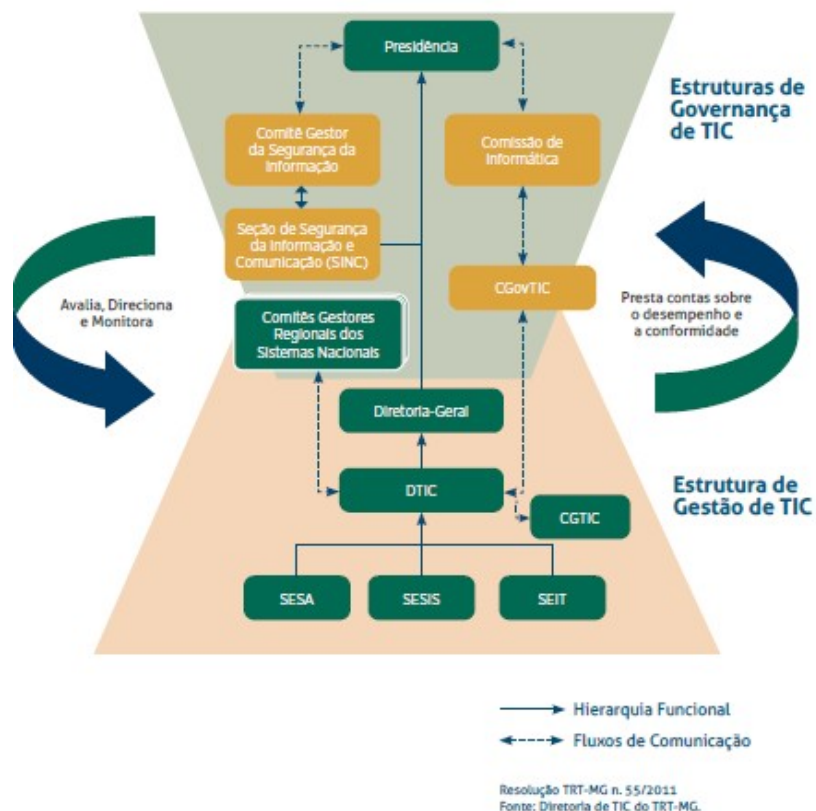 Presidência
Estruturas de
Governança
de TIC
Comitê Gestor
da Segurança da
Informação
Comissão de
Informática
Seção de Segurança
da Informação e
Comunicação (SINC)
CGovTIC
Avalia, Direciona
e Monitora
Comitês Gestores
Regionais dos
Sistemas Nacionais
Presta contas sobre
o desempenho e
a conformidade
Diretoria-Geral
DTIC
CGTIC
Estrutura de
Gestão de TIC
SESA
SESIS
SEIT
Hierarquia Funcional
Fluxos de Comunicação
Resolução TRT-MG n. 55/2011
Fonte: Diretoria de TIC do TRT-MG.